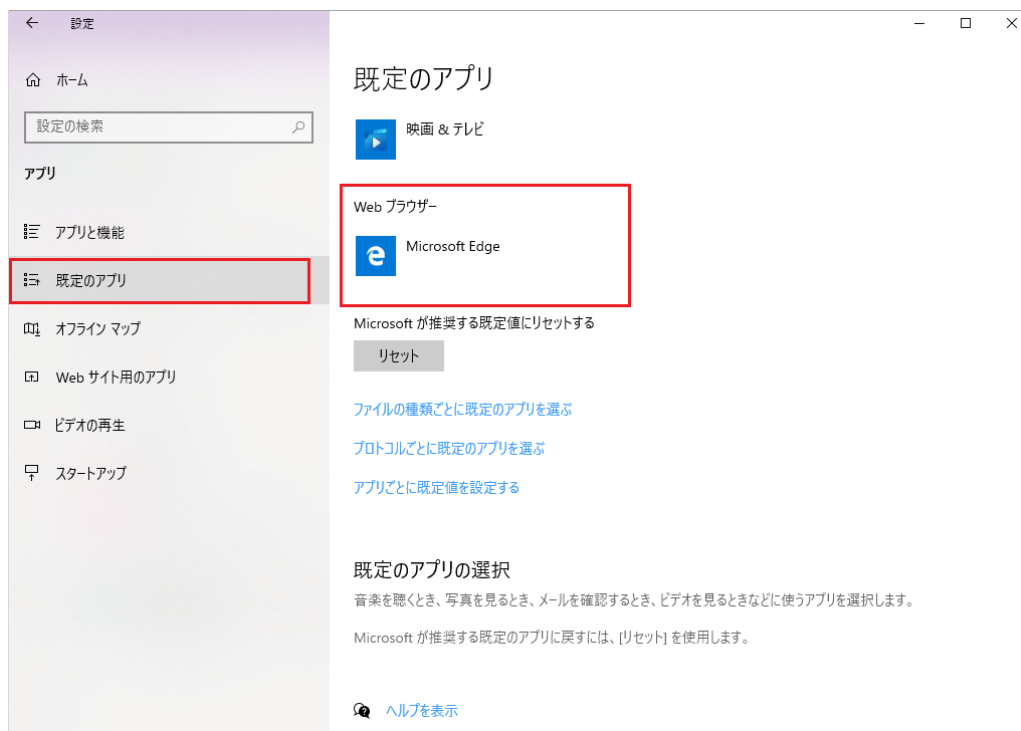 設定
ホーム
設定の検索
アプリ
アプリと機能
既定のアプリ
オフライン マップ
Web サイト用のアプリ
ビデオの再生
スタートアップ
既定のアプリ
映画 & テレビ
Web ブラウザー
Microsoft Edge
Microsoft が推奨する既定値にリセットする
リセット
ファイルの種類ごとに既定のアプリを選ぶ
プロトコルごとに既定のアプリを選ぶ
アプリごとに既定値を設定する
既定のアプリの選択
音楽を聴くとき、写真を見るとき、メールを確認するとき、ビデオを見るときなどに使うアプリを選択します。
Microsoft が推奨する既定のアプリに戻すには、[リセット] を使用します。
ヘルプを表示